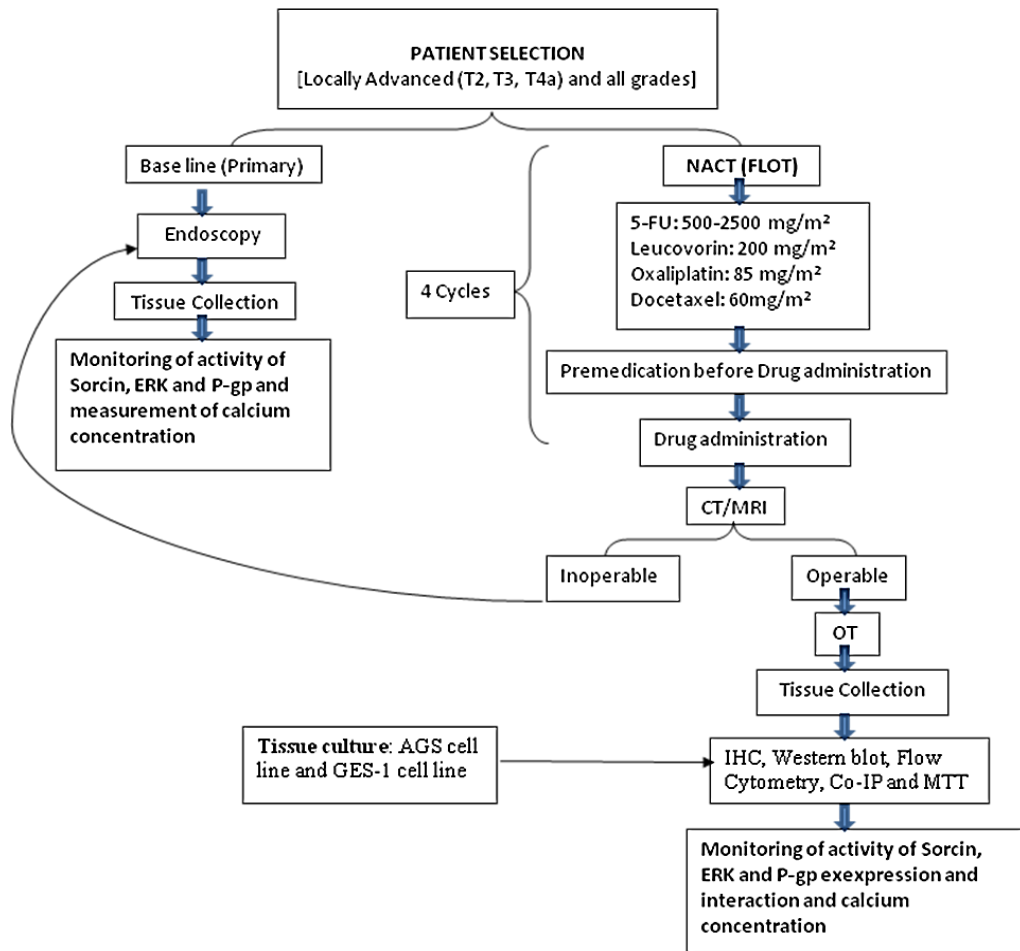 PATIENT SELECTION
[Locally Advanced (T2, T3, T4a) and all grades]
Base line (Primary)
Endoscopy
Tissue Collection
Monitoring of activity of
Sorcin, ERK and P-gp and
measurement of calcium
concentration
4 Cycles
NACT (FLOT)
5-FU: 500-2500 mg/m²
Leucovorin: 200 mg/m²
Oxaliplatin: 85 mg/m²
Docetaxel: 60mg/m²
Premedication before Drug administration
Drug administration
CT/MRI
Inoperable
Operable
OT
Tissue Collection
Tissue culture: AGS cell
line and GES-1 cell line
IHC, Western blot, Flow
Cytometry, Co-IP and MTT
Monitoring of activity of Sorcin,
ERK and P-gp exexpression and
interaction and calcium
concentration